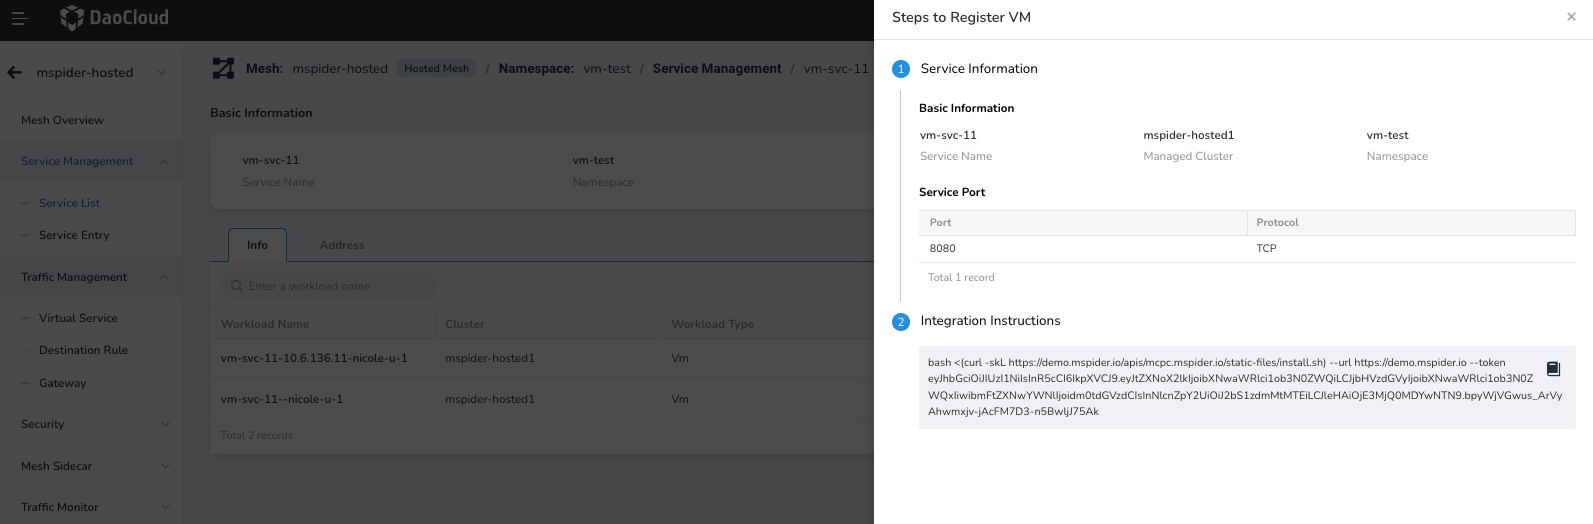 DaoCloud
mspider-hosted
Mesh Overview
Service Management
Service List
Service Entry
Traffic Management
Virtual Service
Destination Rule
Gateway
Security
Mesh Sidecar
Traffic Monitor
Mesh: mspider-hosted Hosted Mesh / Namespace: vm-test / Service Management / vm-svc-11
Basic Information
vm-svc-11 vm-test
Service Name Namespace
Info Address
Enter a workload name
Workload Name Cluster Workload Type
vm-svc-11-10.6.136.11-nicole-u-1 mspider-hosted1 Vm
vm-svc-11--nicole-u-1 mspider-hosted1 Vm
Total 2 records
Steps to Register VM
1 Service Information
Basic Information
vm-svc-11 mspider-hosted1 vm-test
Service Name Managed Cluster Namespace
Service Port
Port Protocol
8080 TCP
Total 1 record
2 Integration Instructions
bash <(curl -skL https://demo.mspider.io/apis/mcpc.mspider.io/static-files/install.sh) --url https://demo.mspider.io --token
eyJhbGciOiJIUzI1NiIsInR5cCI6IkpXVCJ9.eyJtZXNoX2lkIjoibXNwaWRlci1ob3N0ZWQiLCJjbHVzdGVyIjoibXNwaWRlci1ob3N0Z
WQxIiwibmFtZXNwYWNlIjoidm0tdGVzdCIsInNlcnZpY2UiOiJ2bS1zdmMtMTEiLCJleHAiOjE3MjQ0MDYwNTN9.bpyWjVGwus_ArVy
Ahwmxjv-jAcFM7D3-n5BwljJ75Ak